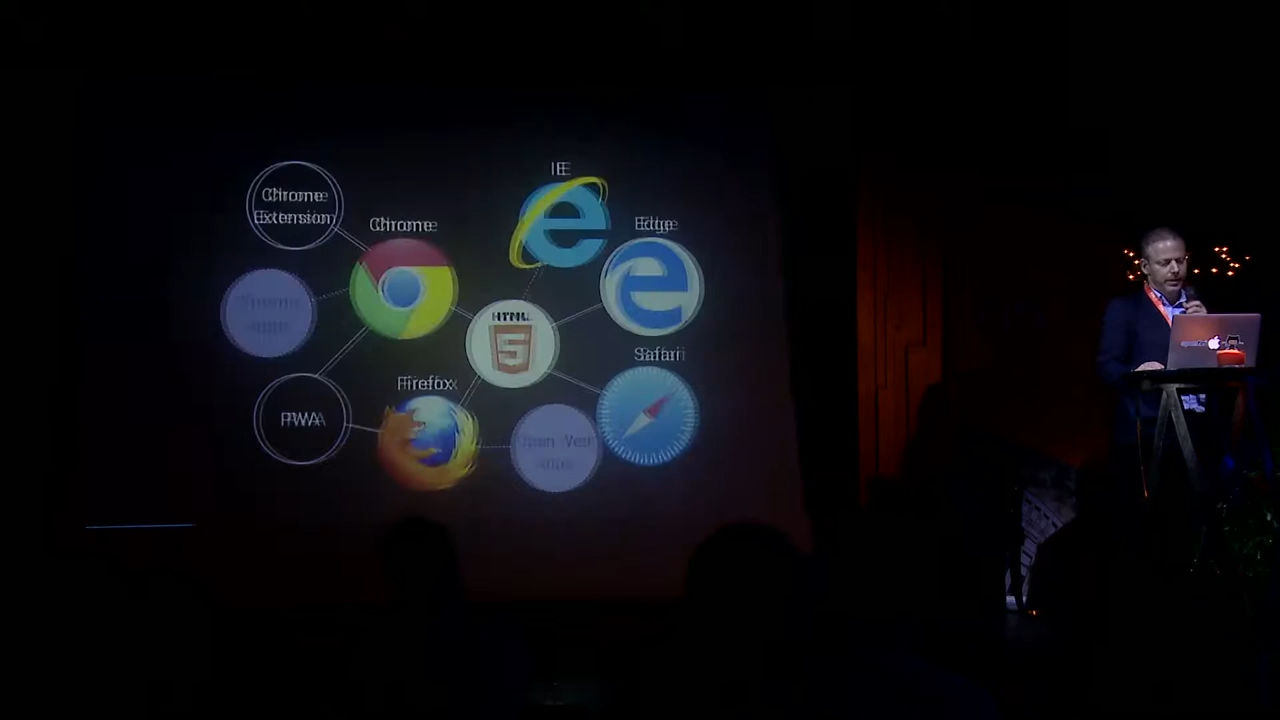 IE
Chrome
Extension
Chrome
Edge
HTML
5
Safari
Firefox
PWA